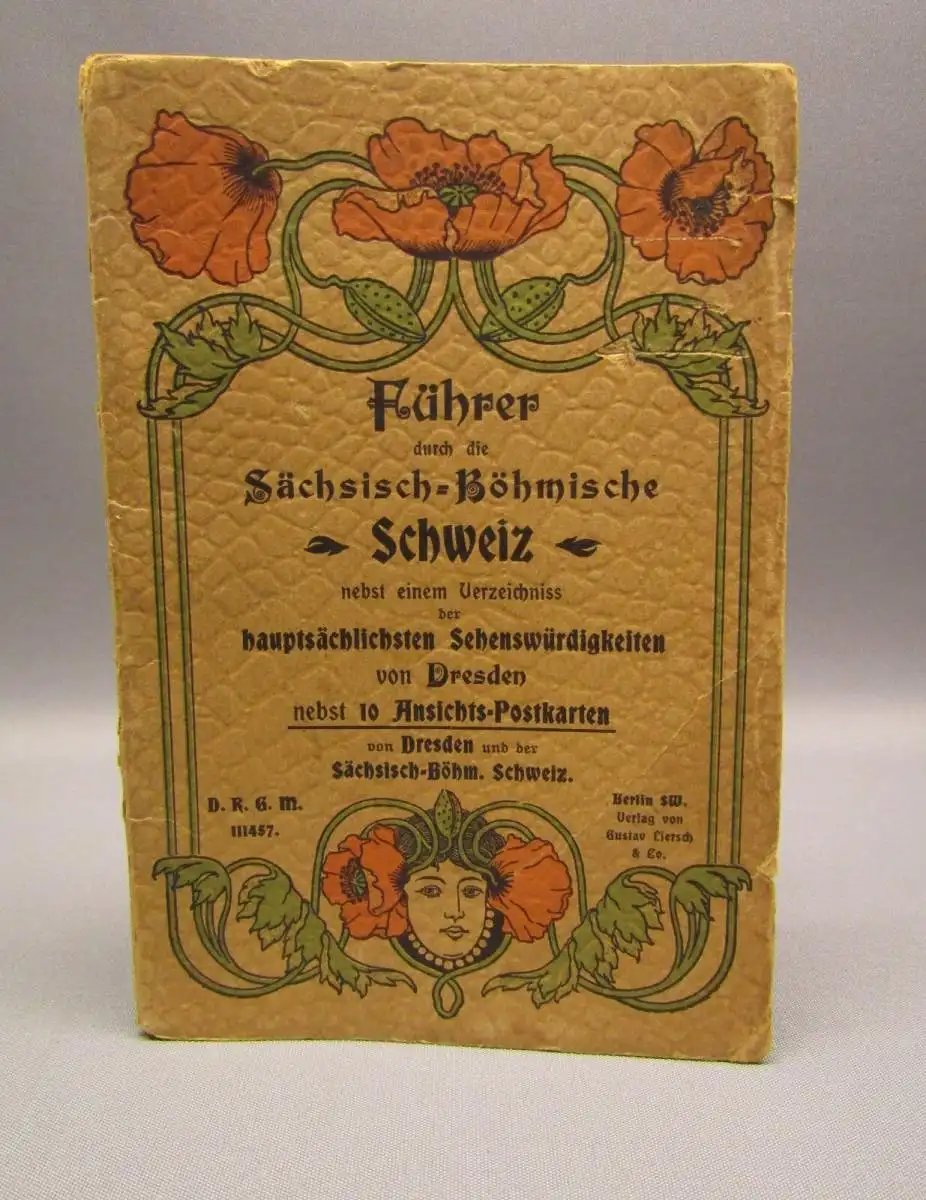 Führer
durch die
Sächsisch=Böhmische
Schweiz
nebst einem Verzeichniss
der
hauptsächlichsten Sehenswürdigkeiten
von Dresden
nebst 10 Ansichts-Postkarten
von Dresden und der
Sächsisch-Böhm. Schweiz.
D. R. G. M.
111457.
Berlin SW.
Verlag von
Gustav Liersch
& Co.